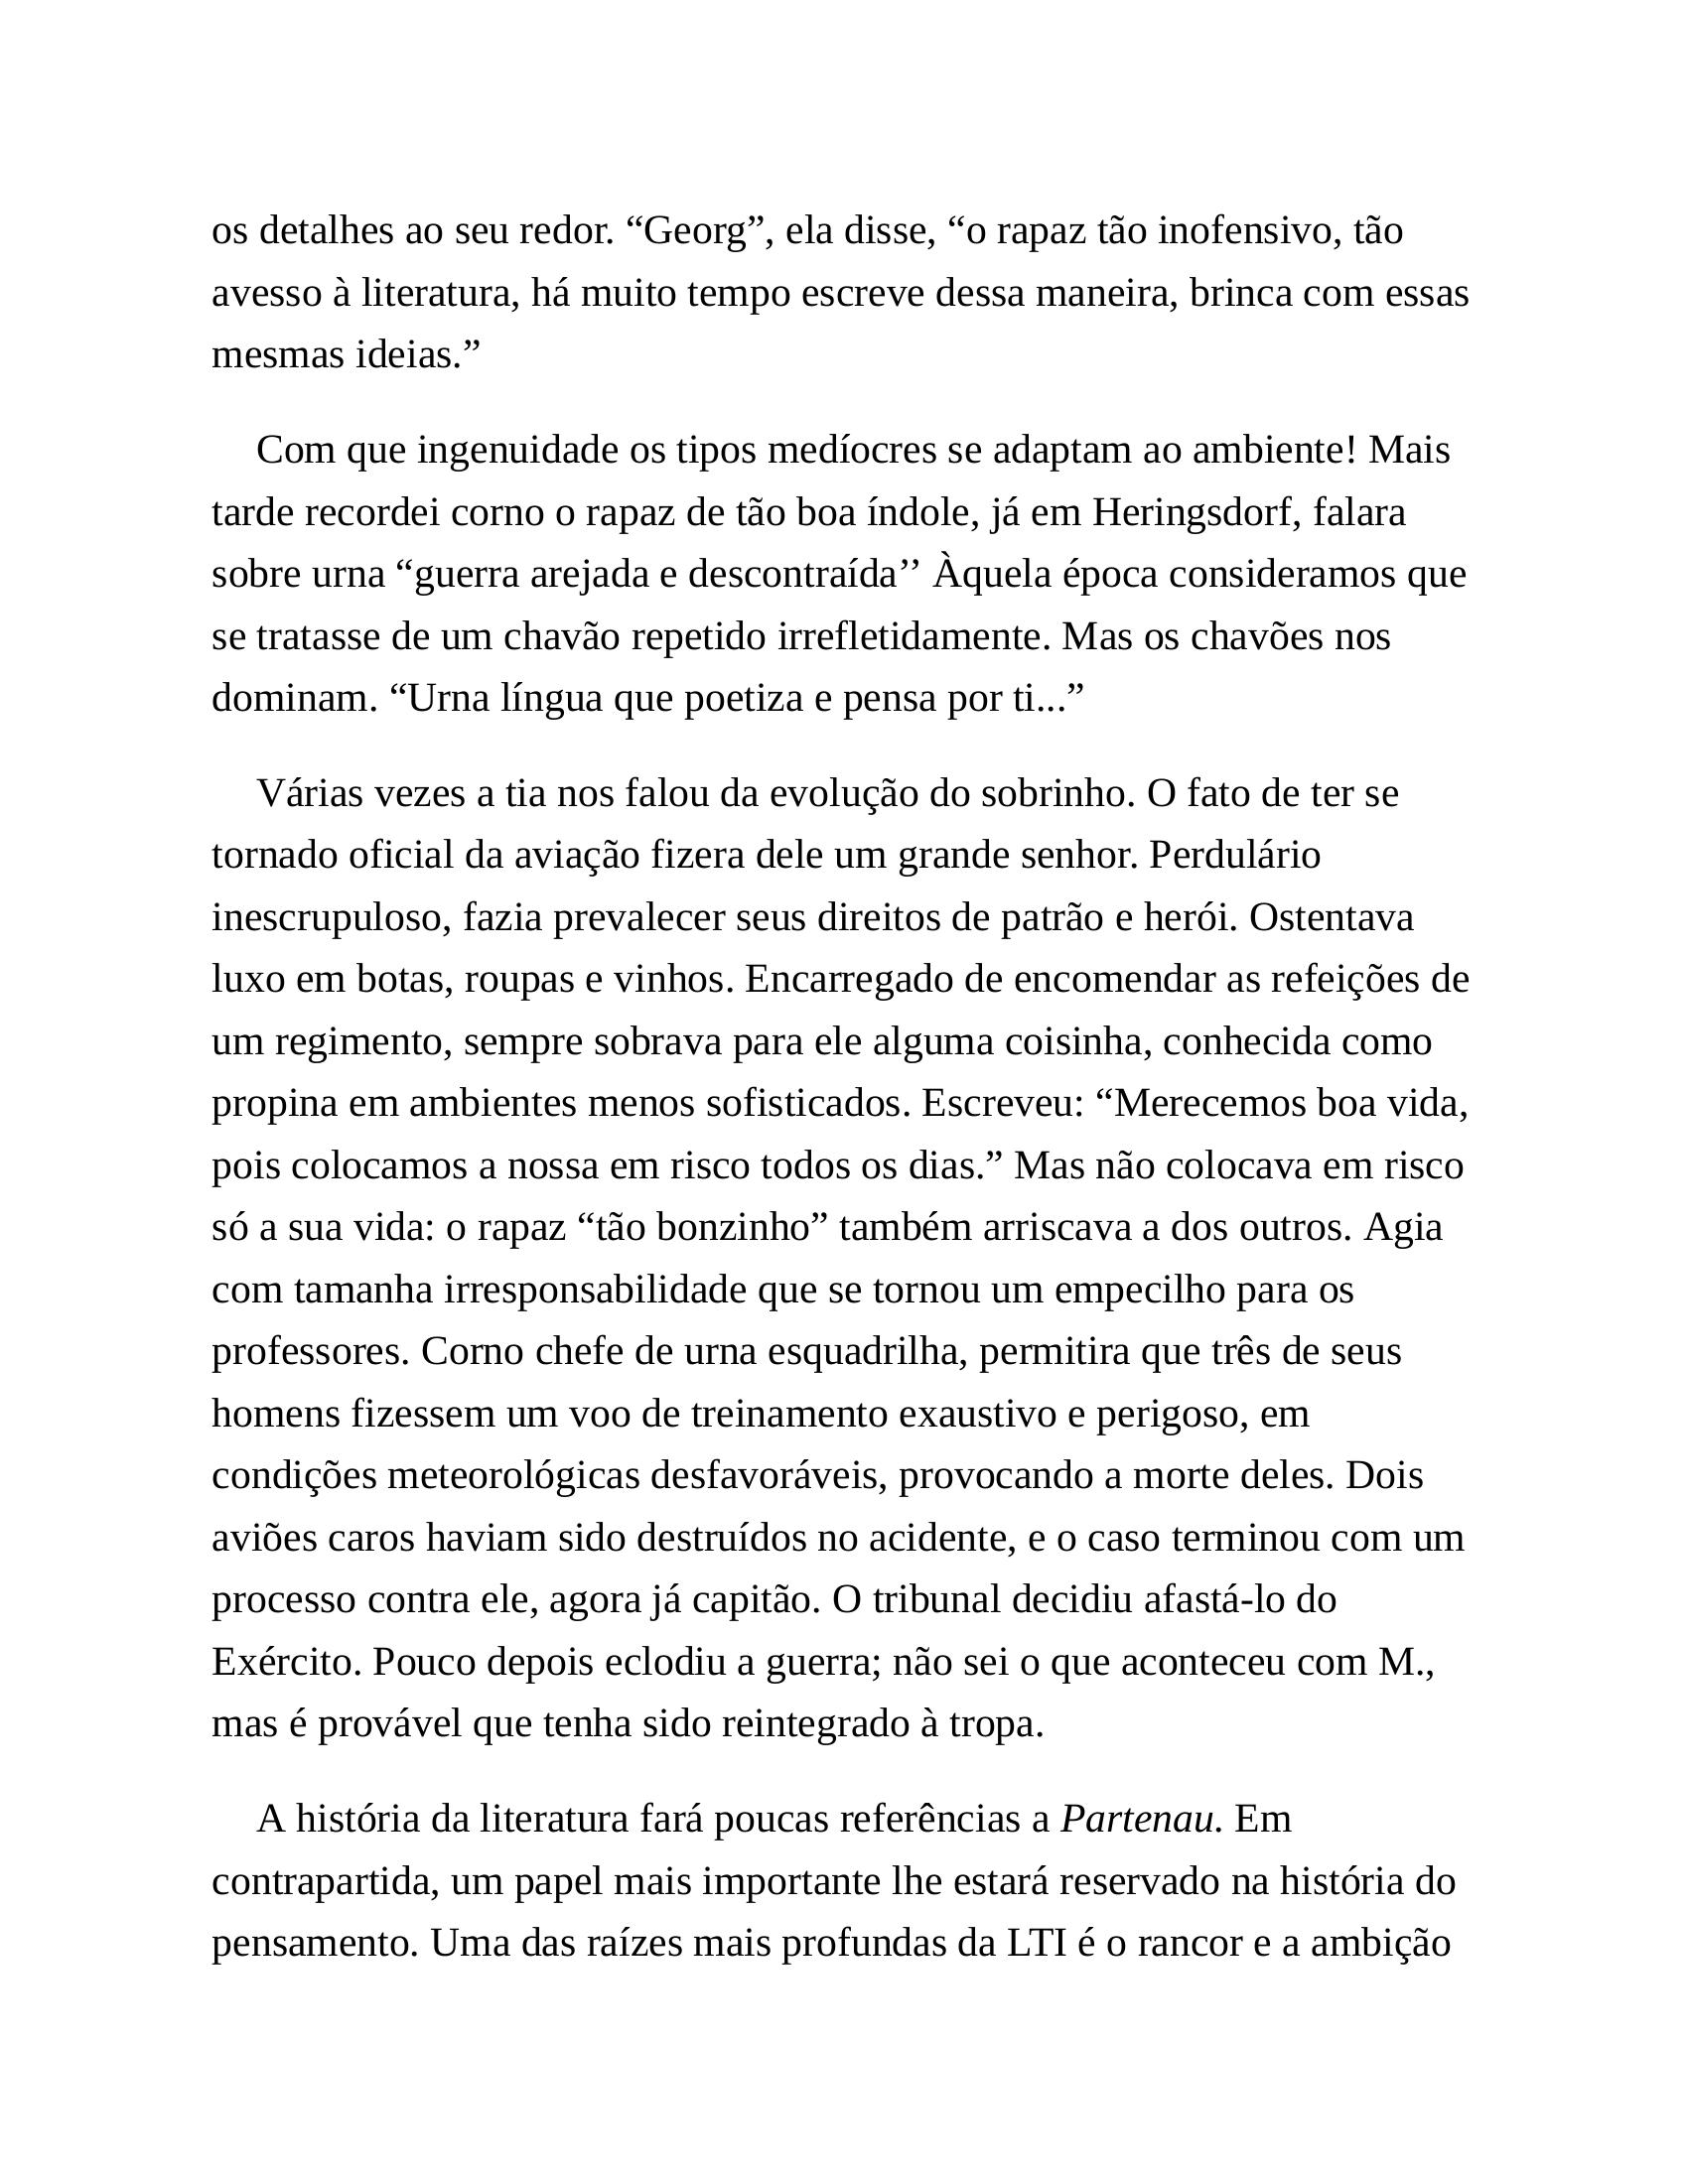 os detalhes ao seu redor. “Georg”, ela disse, “o rapaz tão inofensivo, tão
avesso à literatura, há muito tempo escreve dessa maneira, brinca com essas
mesmas ideias.”
Com que ingenuidade os tipos medíocres se adaptam ao ambiente! Mais
tarde recordei corno o rapaz de tão boa índole, já em Heringsdorf, falara
sobre urna “guerra arejada e descontraída’’ Àquela época consideramos que
se tratasse de um chavão repetido irrefletidamente. Mas os chavões nos
dominam. “Urna língua que poetiza e pensa por ti...”
Várias vezes a tia nos falou da evolução do sobrinho. O fato de ter se
tornado oficial da aviação fizera dele um grande senhor. Perdulário
inescrupuloso, fazia prevalecer seus direitos de patrão e herói. Ostentava
luxo em botas, roupas e vinhos. Encarregado de encomendar as refeições de
um regimento, sempre sobrava para ele alguma coisinha, conhecida como
propina em ambientes menos sofisticados. Escreveu: “Merecemos boa vida,
pois colocamos a nossa em risco todos os dias.” Mas não colocava em risco
só a sua vida: o rapaz “tão bonzinho” também arriscava a dos outros. Agia
com tamanha irresponsabilidade que se tornou um empecilho para os
professores. Corno chefe de urna esquadrilha, permitira que três de seus
homens fizessem um voo de treinamento exaustivo e perigoso, em
condições meteorológicas desfavoráveis, provocando a morte deles. Dois
aviões caros haviam sido destruídos no acidente, e o caso terminou com um
processo contra ele, agora já capitão. O tribunal decidiu afastá-lo do
Exército. Pouco depois eclodiu a guerra; não sei o que aconteceu com M.,
mas é provável que tenha sido reintegrado à tropa.
A história da literatura fará poucas referências a Partenau. Em
contrapartida, um papel mais importante lhe estará reservado na história do
pensamento. Uma das raízes mais profundas da LTI é o rancor e a ambição